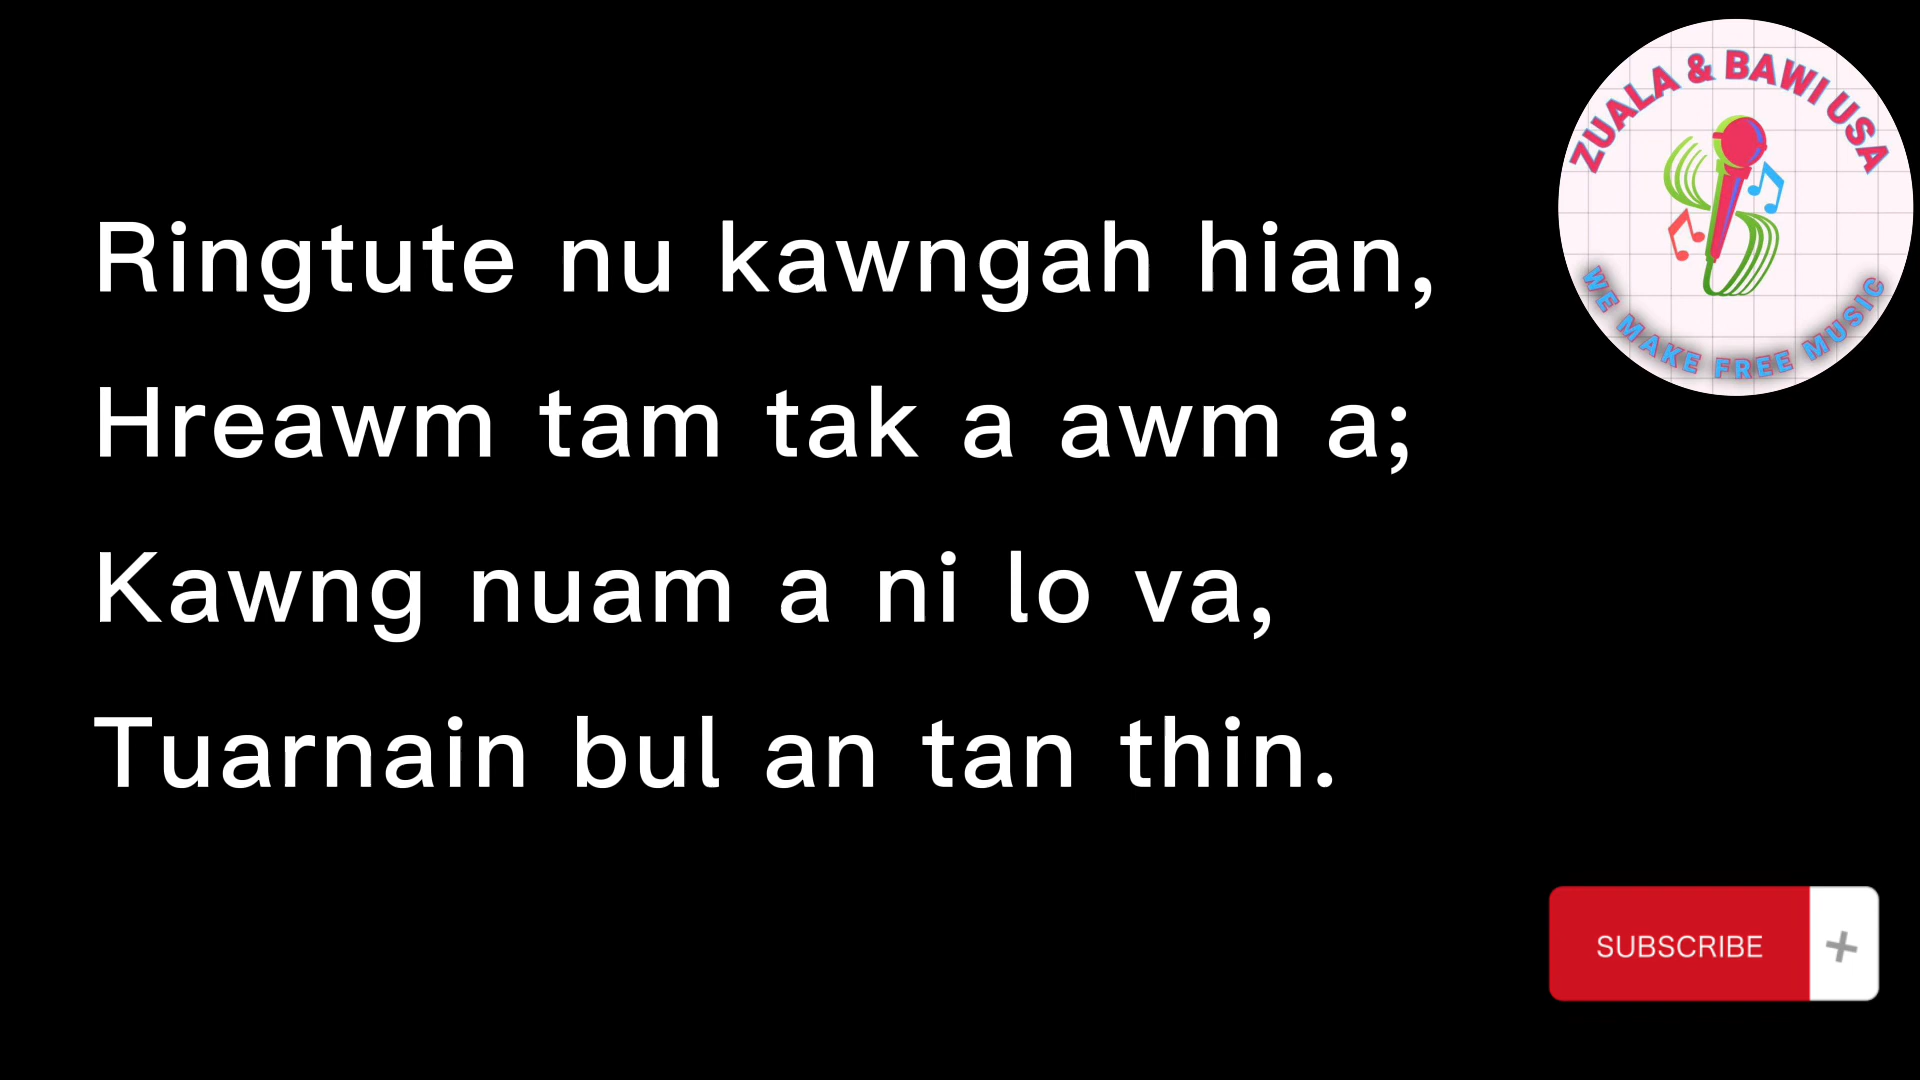 ZUALA & BAWI USA
WE MAKE FREE MUSIC
Ringtute nu kawngah hian,
Hreawm tam tak a awm a;
Kawng nuam a ni lo va,
Tuarnain bul an tan thin.
SUBSCRIBE +